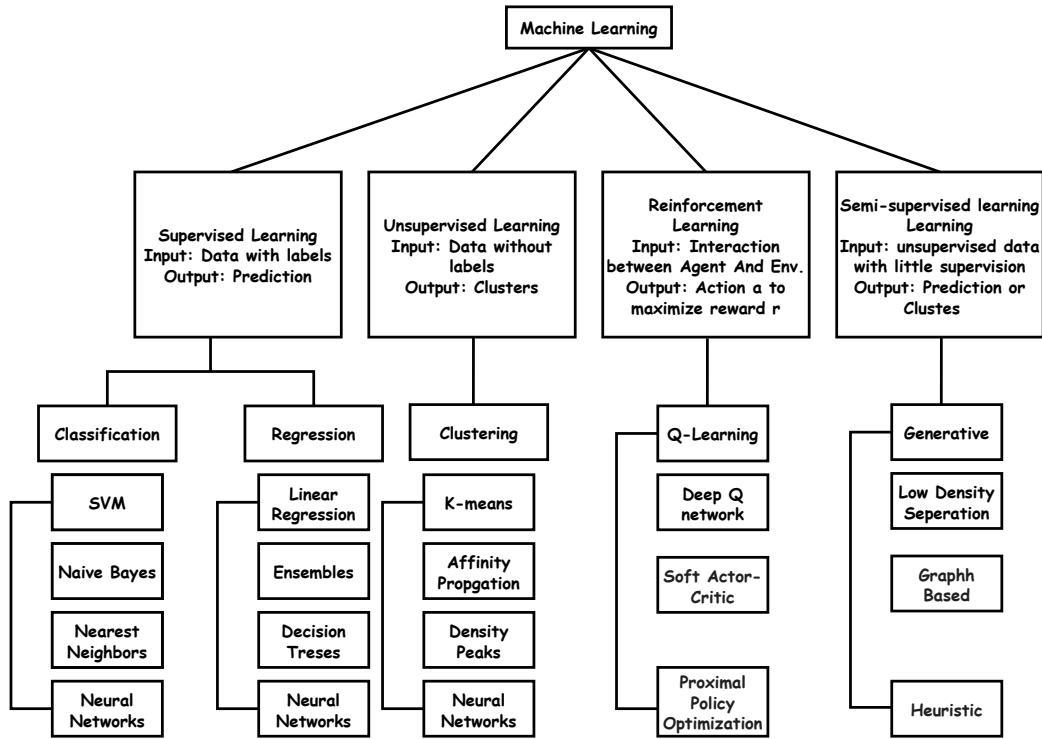 Machine Learning
Supervised Learning
Input: Data with labels
Output: Prediction
Unsupervised Learning
Input: Data without
labels
Output: Clusters
Reinforcement
Learning
Input: Interaction
between Agent And Env.
Output: Action a to
maximize reward r
Semi-supervised learning
Learning
Input: unsupervised data
with little supervision
Output: Prediction or
Clustes
Classification
SVM
Naive Bayes
Nearest
Neighbors
Neural
Networks
Regression
Linear
Regression
Ensembles
Decision
Treses
Neural
Networks
Clustering
K-means
Affinity
Propgation
Density
Peaks
Neural
Networks
Q-Learning
Deep Q
network
Soft Actor-
Critic
Proximal
Policy
Optimization
Generative
Low Density
Seperation
Graphh
Based
Heuristic